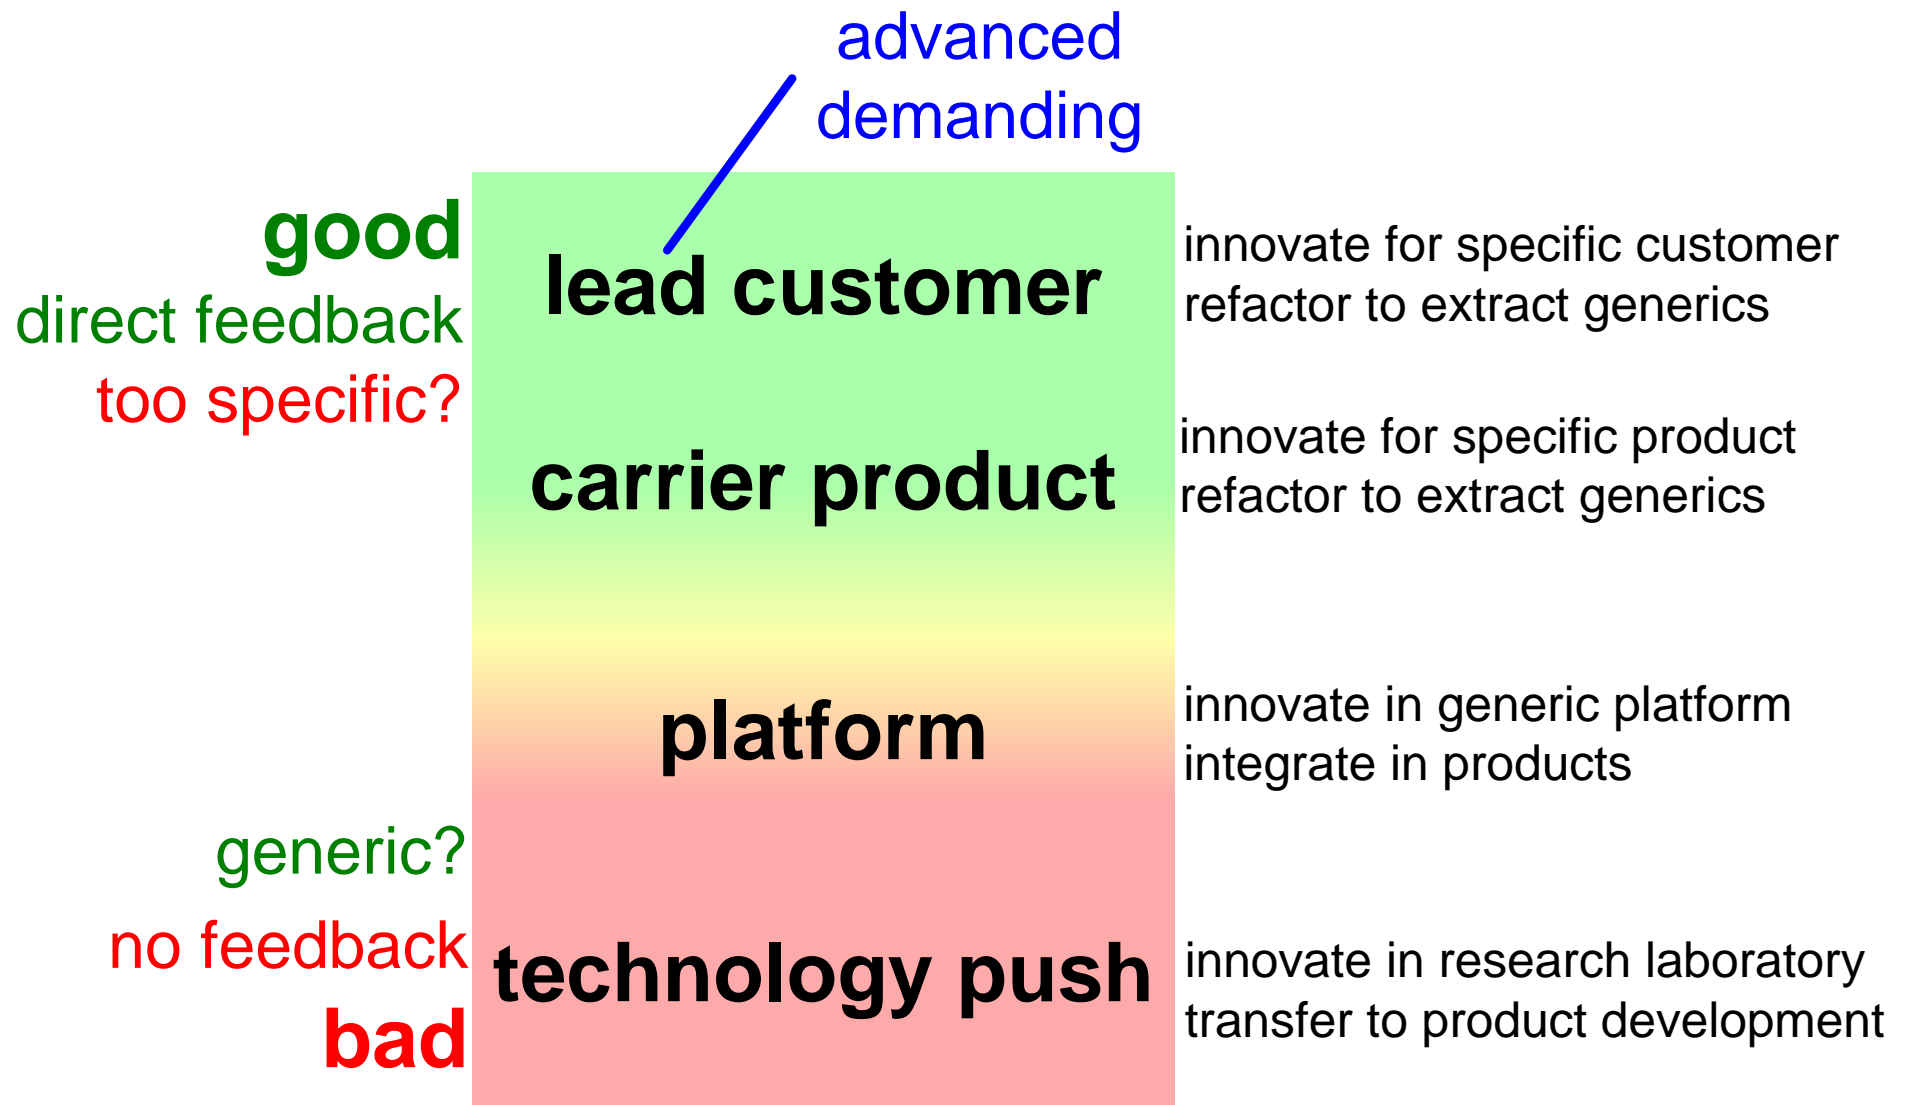 advanced
demanding
good
direct feedback
too specific?
lead customer
innovate for specific customer
refactor to extract generics
carrier product
innovate for specific product
refactor to extract generics
platform
innovate in generic platform
integrate in products
generic?
no feedback
bad
technology push
innovate in research laboratory
transfer to product development